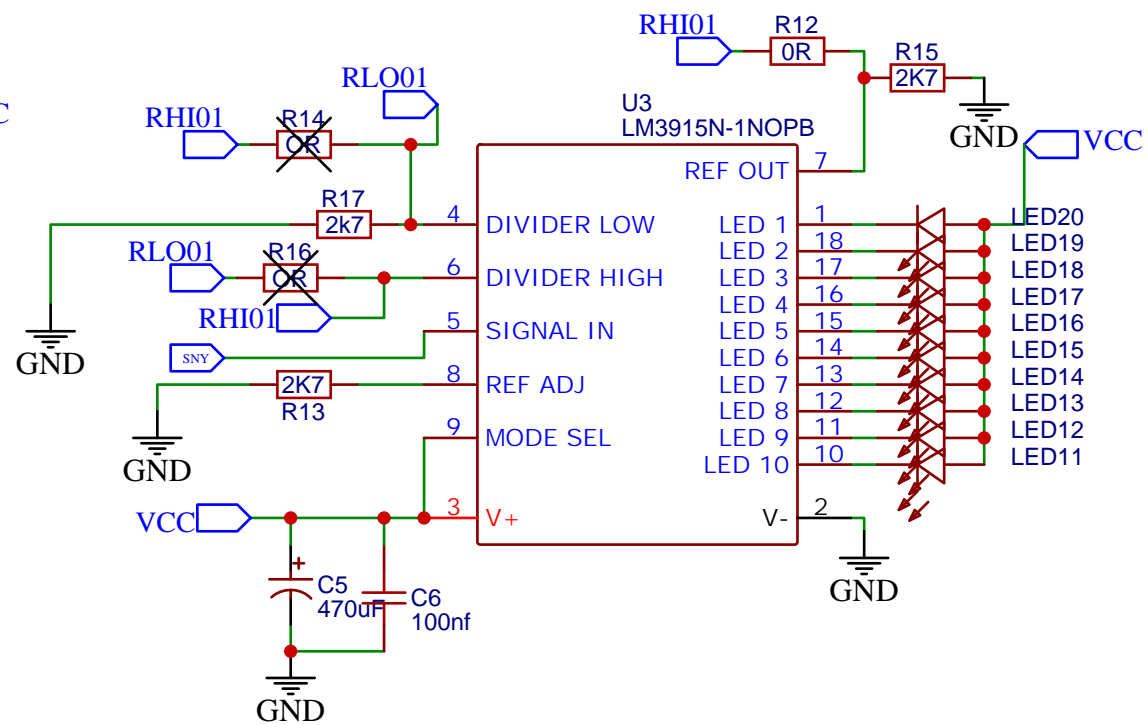 RHI01
R12
0R
R15
2K7
GND
VCC
C
RLO01
RHI01
R14
OR
U3
LM3915N-1NOPB
REF OUT
7
R17
2k7
4
DIVIDER LOW
LED 1
1
LED20
RLO01
R16
OR
6
DIVIDER HIGH
LED 2
18
LED19
LED 3
17
LED18
RHI01
LED 4
16
LED17
GND
SNY
5
SIGNAL IN
LED 5
15
LED16
LED 6
14
LED15
2K7
R13
8
REF ADJ
LED 7
13
LED14
LED 8
12
LED13
GND
9
MODE SEL
LED 9
11
LED12
LED 10
10
LED11
VCC
3
V+
V-
2
GND
C5
470uF
C6
100nf
GND